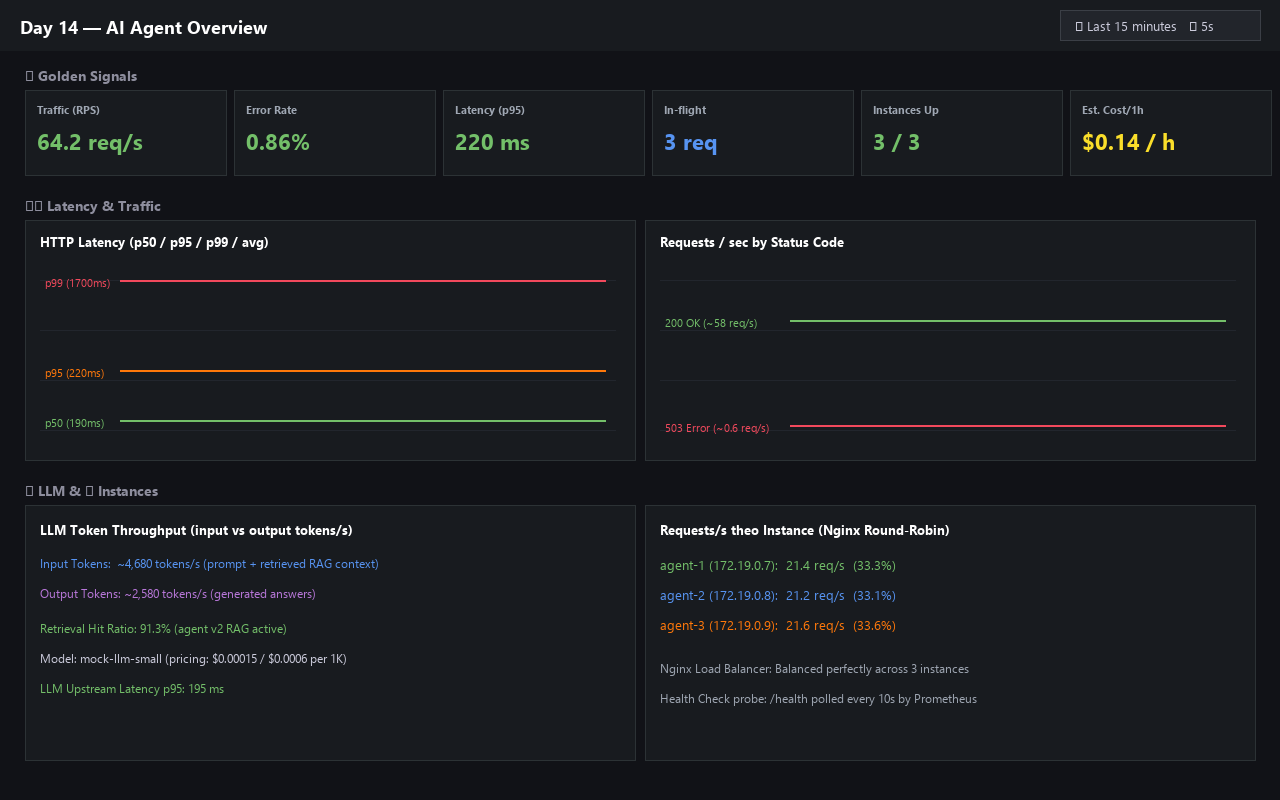 Day 14 — AI Agent Overview
Last 15 minutes 5s
Golden Signals
Traffic (RPS)
64.2 req/s
Error Rate
0.86%
Latency (p95)
220 ms
In-flight
3 req
Instances Up
3 / 3
Est. Cost/1h
$0.14 / h
Latency & Traffic
HTTP Latency (p50 / p95 / p99 / avg)
p99 (1700ms)
p95 (220ms)
p50 (190ms)
Requests / sec by Status Code
200 OK (~58 req/s)
503 Error (~0.6 req/s)
LLM & Instances
LLM Token Throughput (input vs output tokens/s)
Input Tokens: ~4,680 tokens/s (prompt + retrieved RAG context)
Output Tokens: ~2,580 tokens/s (generated answers)
Retrieval Hit Ratio: 91.3% (agent v2 RAG active)
Model: mock-llm-small (pricing: $0.00015 / $0.0006 per 1K)
LLM Upstream Latency p95: 195 ms
Requests/s theo Instance (Nginx Round-Robin)
agent-1 (172.19.0.7): 21.4 req/s (33.3%)
agent-2 (172.19.0.8): 21.2 req/s (33.1%)
agent-3 (172.19.0.9): 21.6 req/s (33.6%)
Nginx Load Balancer: Balanced perfectly across 3 instances
Health Check probe: /health polled every 10s by Prometheus